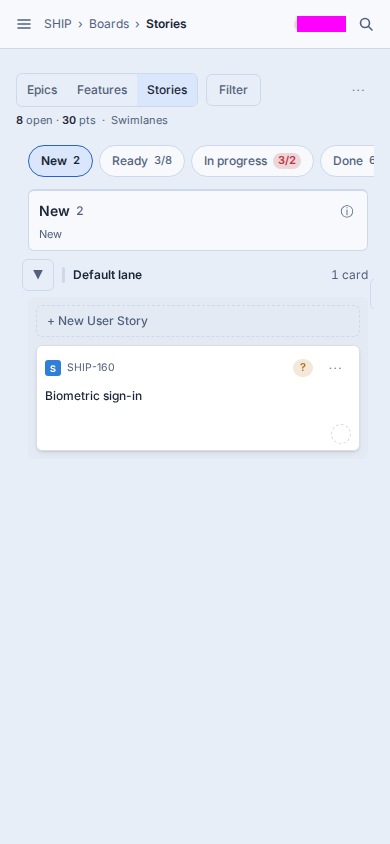 SHIP › Boards › Stories
Epics Features Stories Filter ...
8 open · 30 pts · Swimlanes
New 2 Ready 3/8 In progress 3/2 Done 6
New 2
New
Default lane 1 card
+ New User Story
S SHIP-160 ? ...
Biometric sign-in